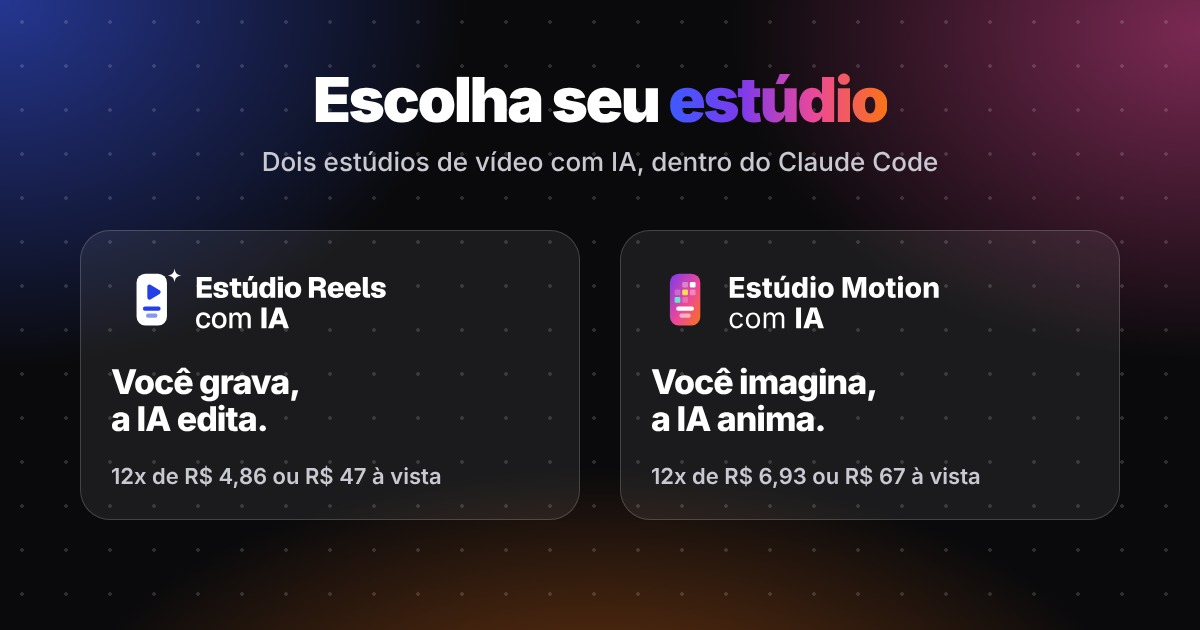 Escolha seu estúdio
Dois estúdios de vídeo com IA, dentro do Claude Code
Estúdio Reels
com IA
Você grava,
a IA edita.
12x de R$ 4,86 ou R$ 47 à vista
Estúdio Motion
com IA
Você imagina,
a IA anima.
12x de R$ 6,93 ou R$ 67 à vista